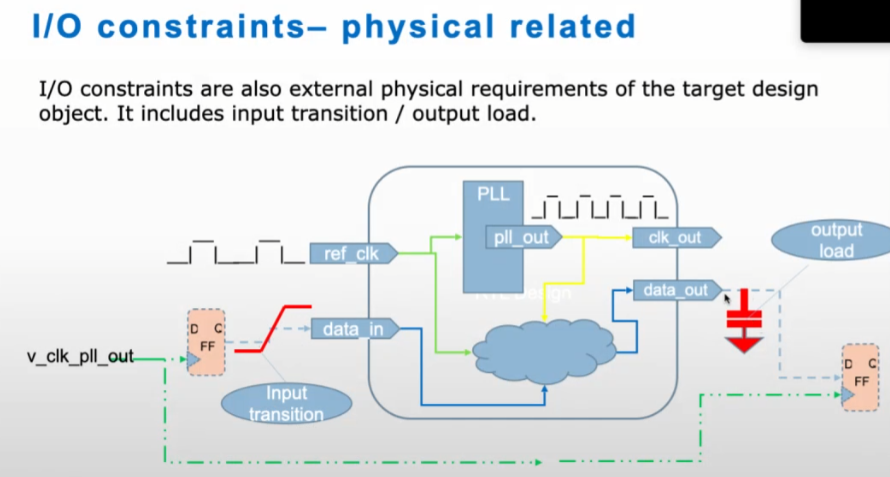 I/O constraints– physical related
I/O constraints are also external physical requirements of the target design
object. It includes input transition / output load.
PLL
pll_out
clk_out
output
load
ref_clk
data_out
Design
D C
FF
data_in
v_clk_pll_out
Input
transition
D C
FF